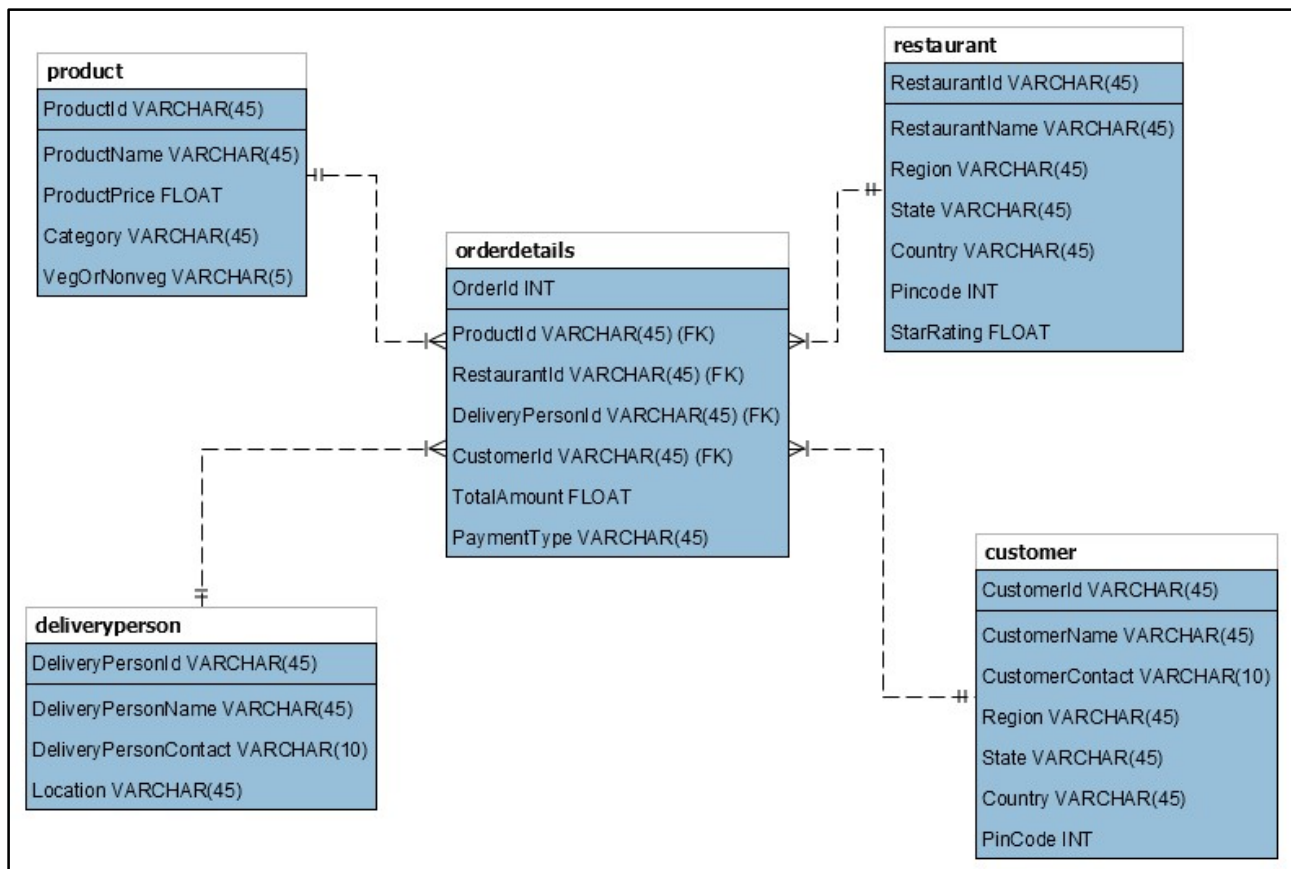 product
ProductId VARCHAR(45)
ProductName VARCHAR(45)
ProductPrice FLOAT
Category VARCHAR(45)
VegOrNonveg VARCHAR(5)
restaurant
RestaurantId VARCHAR(45)
RestaurantName VARCHAR(45)
Region VARCHAR(45)
State VARCHAR(45)
Country VARCHAR(45)
Pincode INT
StarRating FLOAT
orderdetails
OrderId INT
ProductId VARCHAR(45) (FK)
RestaurantId VARCHAR(45) (FK)
DeliveryPersonId VARCHAR(45) (FK)
CustomerId VARCHAR(45) (FK)
TotalAmount FLOAT
PaymentType VARCHAR(45)
deliveryperson
DeliveryPersonId VARCHAR(45)
DeliveryPersonName VARCHAR(45)
DeliveryPersonContact VARCHAR(10)
Location VARCHAR(45)
customer
CustomerId VARCHAR(45)
CustomerName VARCHAR(45)
CustomerContact VARCHAR(10)
Region VARCHAR(45)
State VARCHAR(45)
Country VARCHAR(45)
PinCode INT